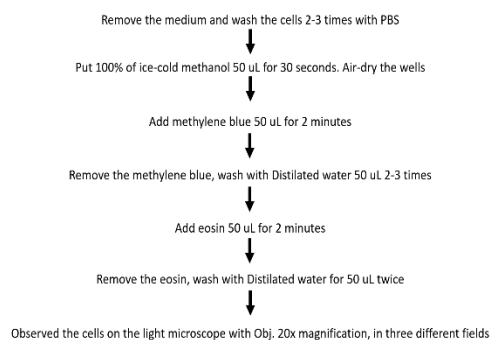 Remove the medium and wash the cells 2-3 times with PBS
Put 100% of ice-cold methanol 50 uL for 30 seconds. Air-dry the wells
Add methylene blue 50 uL for 2 minutes
Remove the methylene blue, wash with Distilated water 50 uL 2-3 times
Add eosin 50 uL for 2 minutes
Remove the eosin, wash with Distilated water for 50 uL twice
Observed the cells on the light microscope with Obj. 20x magnification, in three different fields